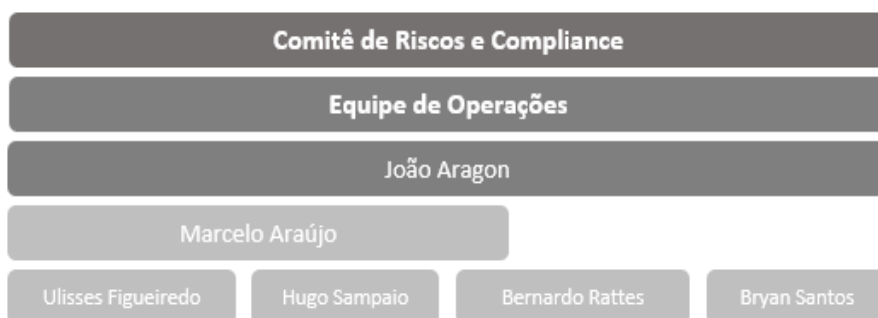 Comitê de Riscos e Compliance
Equipe de Operações
João Aragon
Marcelo Araújo
Ulisses Figueiredo Hugo Sampaio Bernardo Rattes Bryan Santos